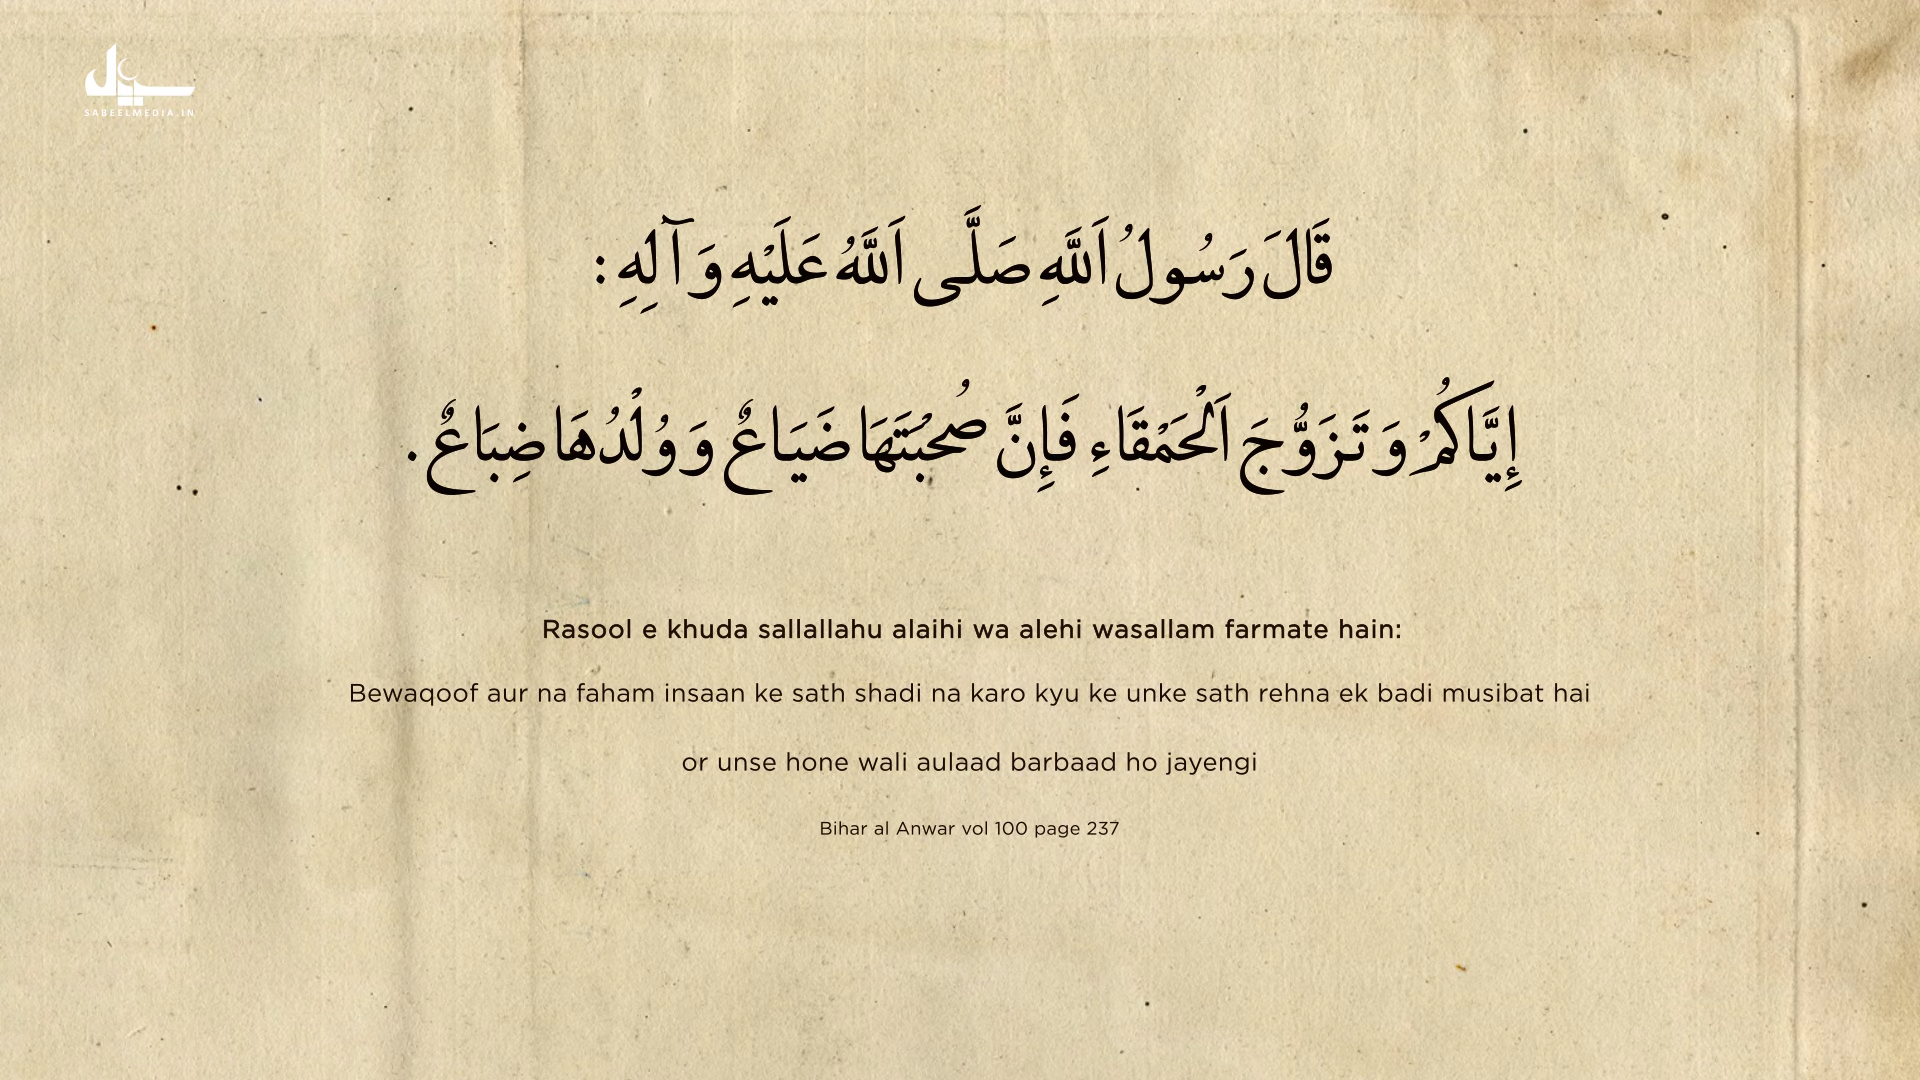 سبیل
SABEELMEDIA.IN
قَالَ رَسُولُ اَللَّهِ صَلَّى اَللَّهُ عَلَيْهِ وَ آلِهِ :
إِيَّاكُمْ وَ تَزَوُّجَ اَلْحَمْقَاءِ فَإِنَّ صُحْبَتَهَا ضَيَاعٌ وَ وُلْدُهَا ضِبَاعٌ .
Rasool e khuda sallallahu alaihi wa alehi wasallam farmate hain:
Bewaqoof aur na faham insaan ke sath shadi na karo kyu ke unke sath rehna ek badi musibat hai
or unse hone wali aulaad barbaad ho jayengi
Bihar al Anwar vol 100 page 237